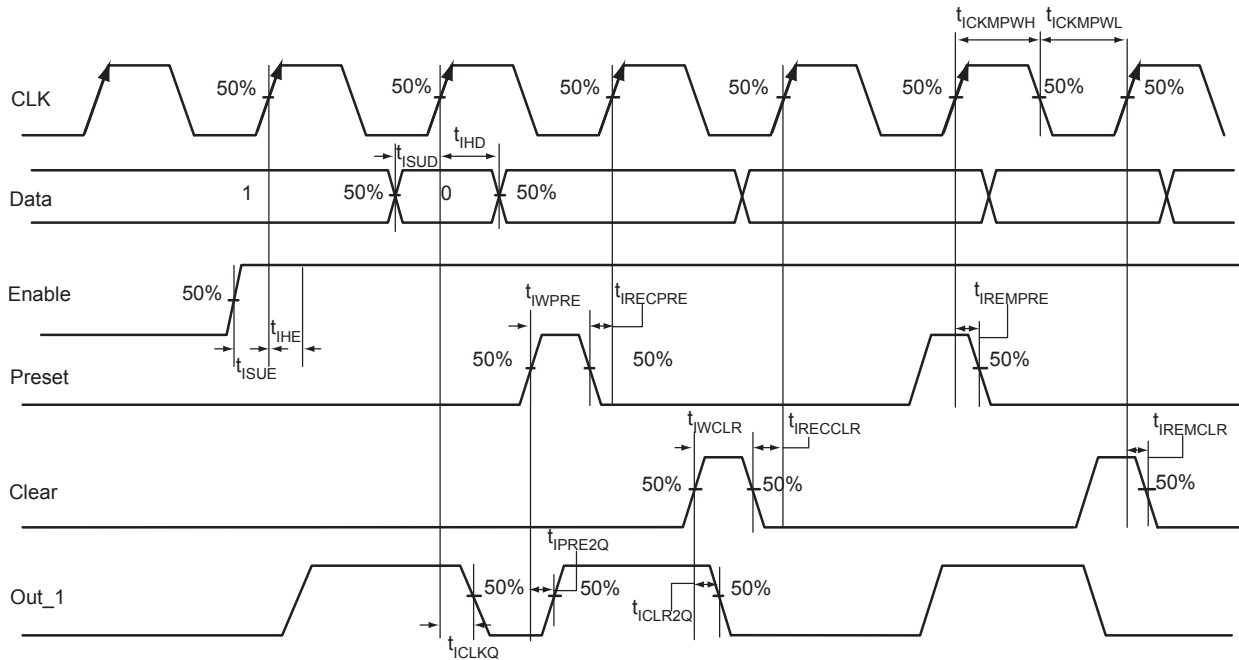 tICKMPWH tICKMPWL
CLK 50% 50% 50% 50% 50% 50% 50%
tISUD tIHD
Data 1 50% 0 50%
Enable 50%
tIHE
tISUE
tIWPRE tIRECPRE tIREMPRE
Preset 50% 50% 50%
tIWCLR tIRECCLR tIREMCLR
Clear 50% 50% 50%
tIPRE2Q
Out_1 50% 50% 50%
tICLR2Q
tICLKQ